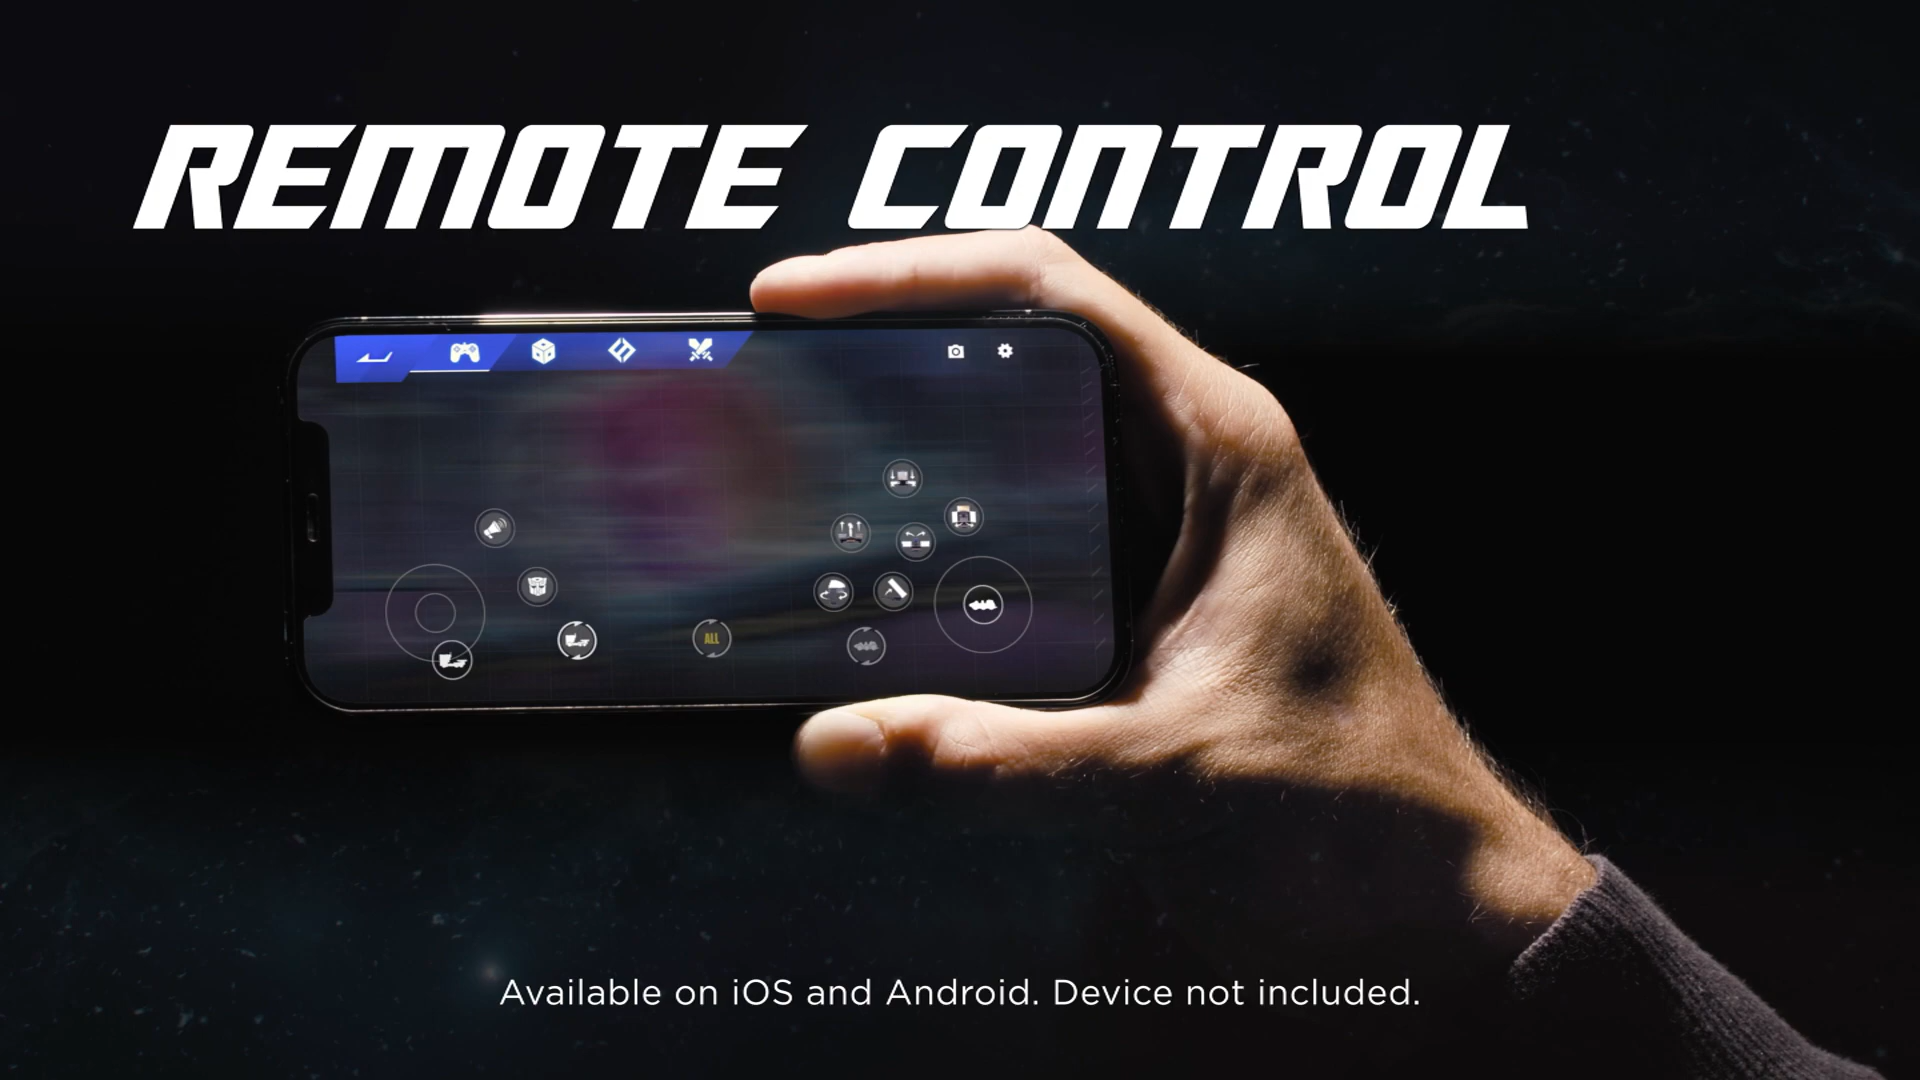 REMOTE CONTROL
ALL
Available on iOS and Android. Device not included.